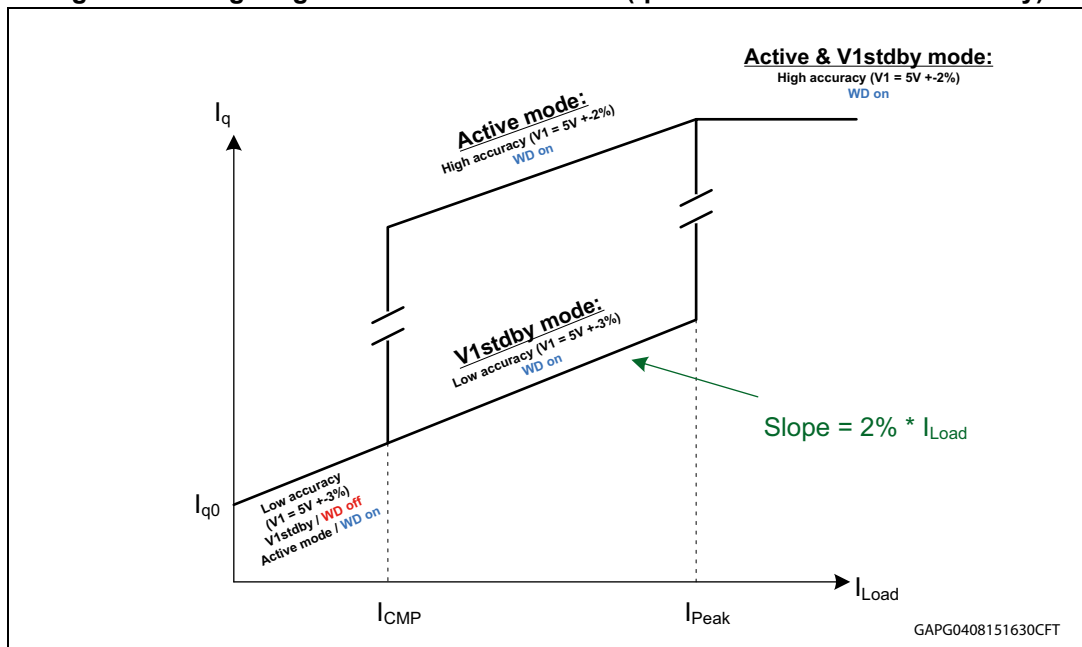 Active & V1stdby mode:
High accuracy (V1 = 5V +-2%)
WD on
Iq
Active mode:
High accuracy (V1 = 5V +-2%)
WD on
V1stdby mode:
Low accuracy (V1 = 5V +-3%)
WD on
Slope = 2% * ILoad
Iq0
Low accuracy
(V1 = 5V +-3%)
V1stdby / WD off
Active mode / WD on
ILoad
ICMP
IPeak
GAPG0408151630CFT